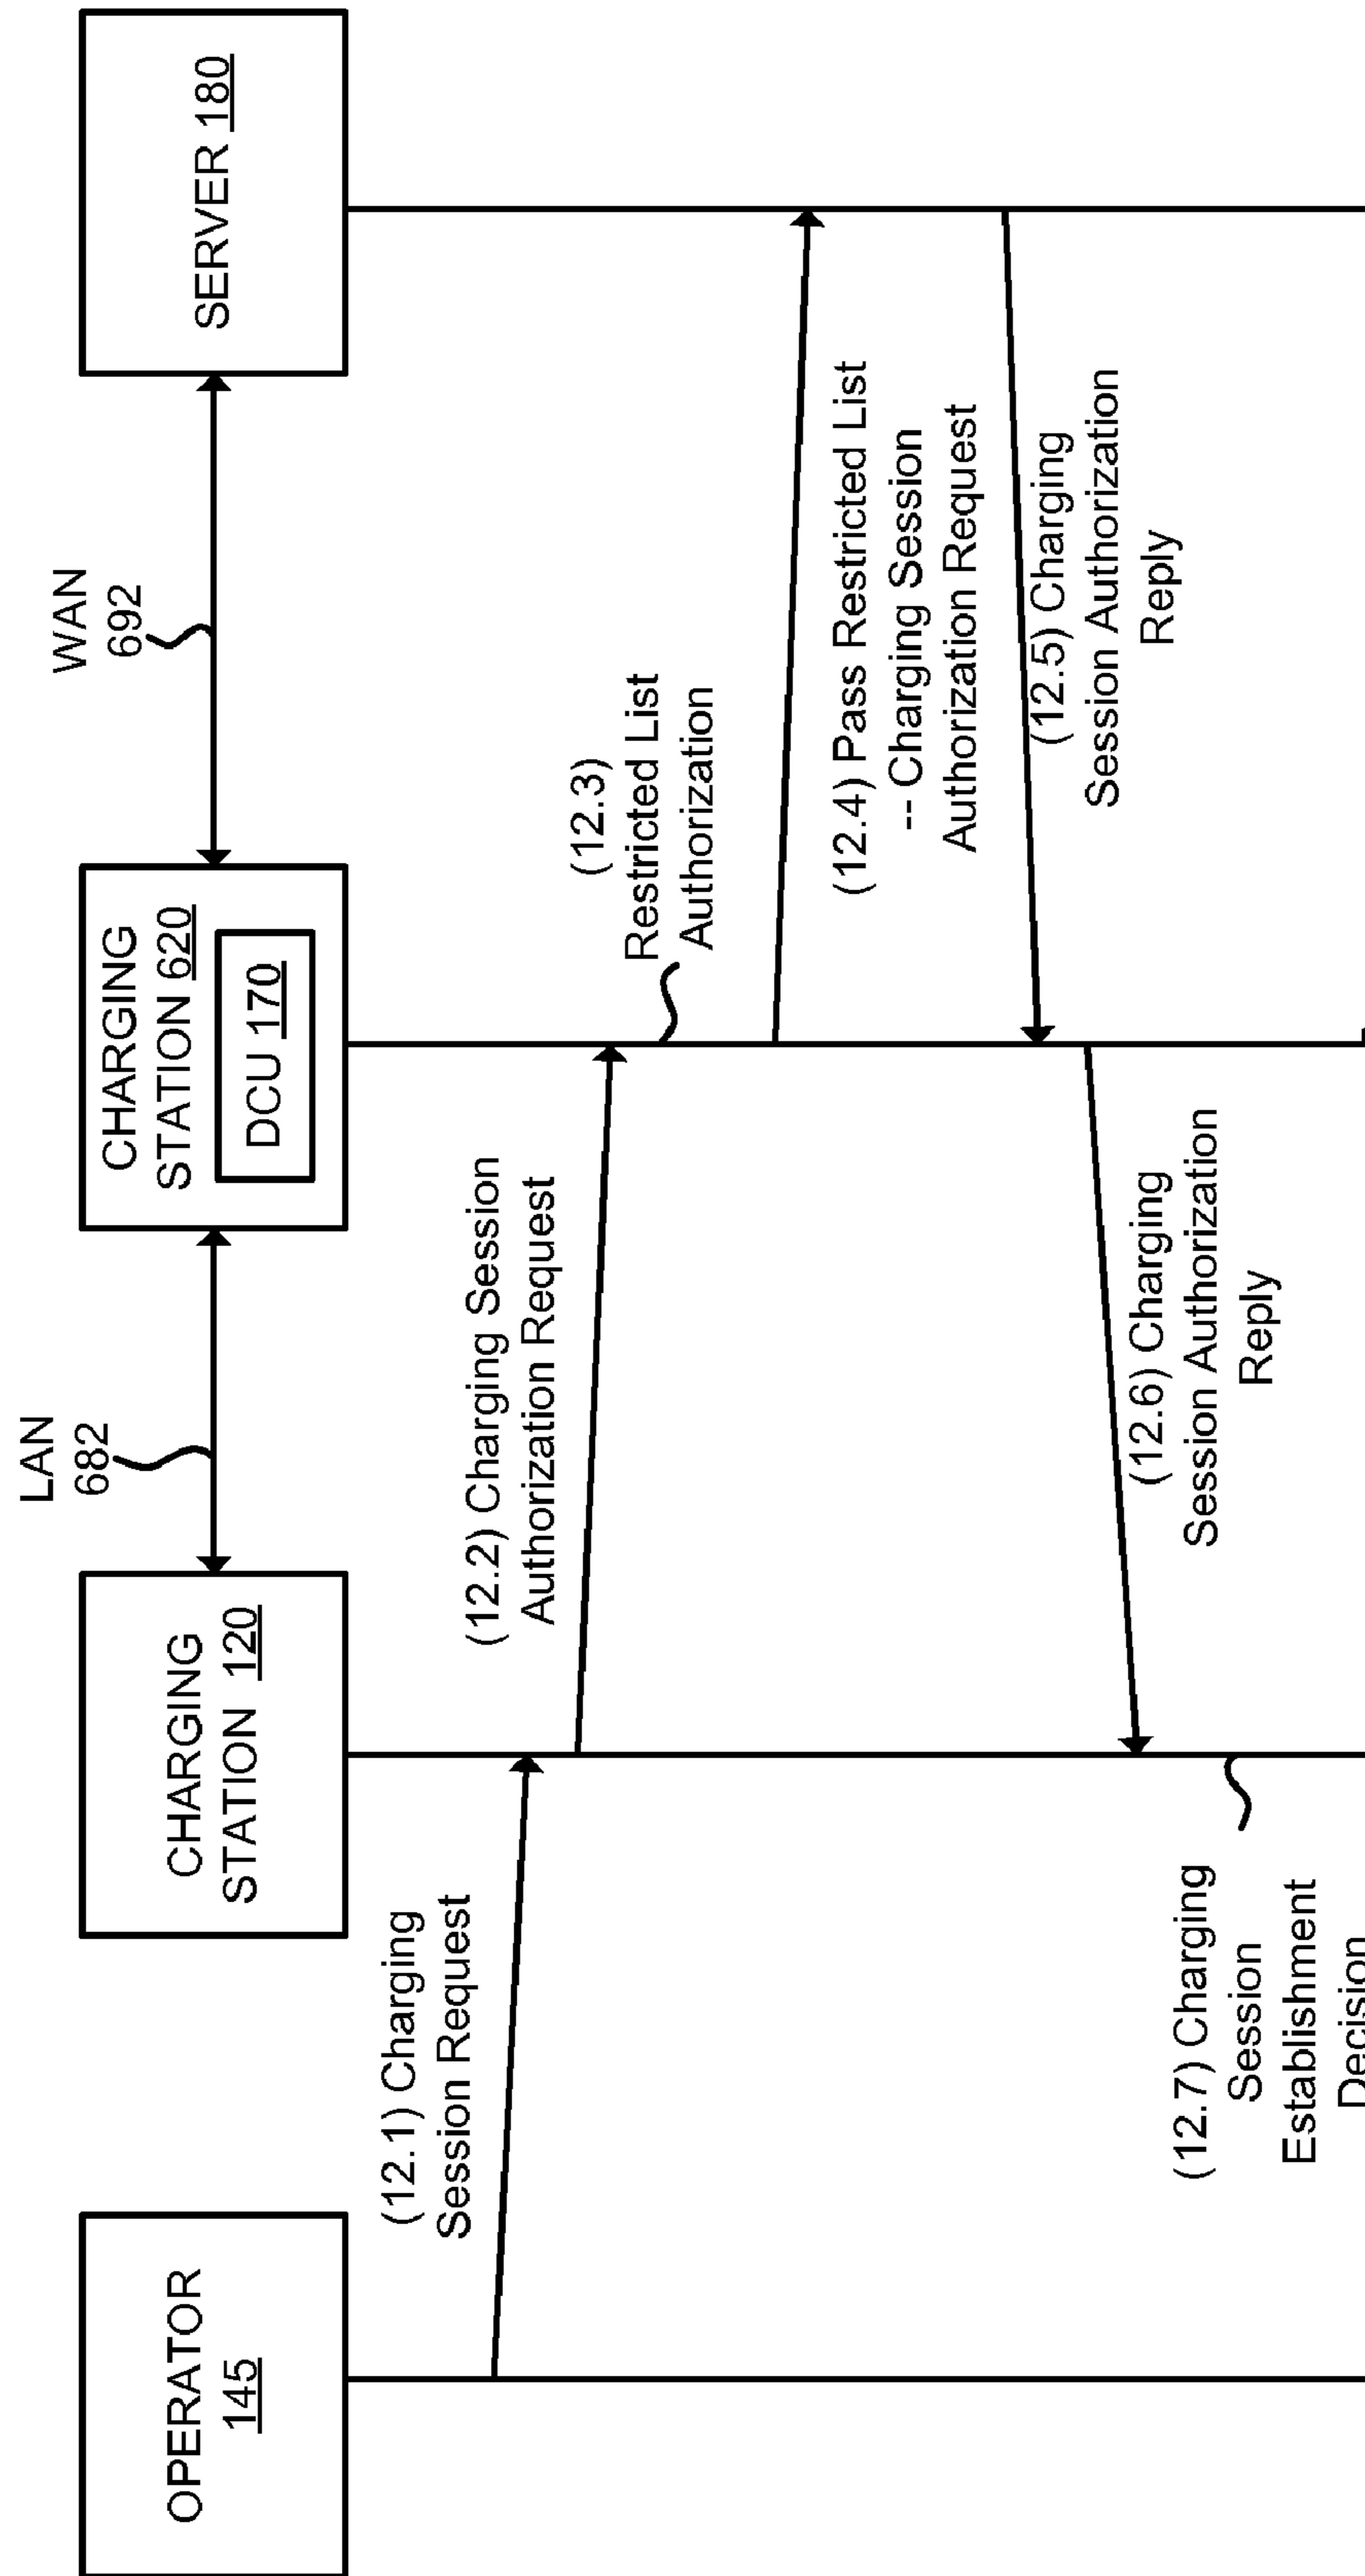 LAN
682
WAN
692
OPERATOR
145
CHARGING
STATION 120
CHARGING
STATION 620
DCU 170
SERVER 180
(12.1) Charging
Session Request
(12.2) Charging Session
Authorization Request
(12.3)
Restricted List
Authorization
(12.4) Pass Restricted List
-- Charging Session
Authorization Request
(12.5) Charging
Session Authorization
Reply
(12.6) Charging
Session Authorization
Reply
(12.7) Charging
Session
Establishment
Decision